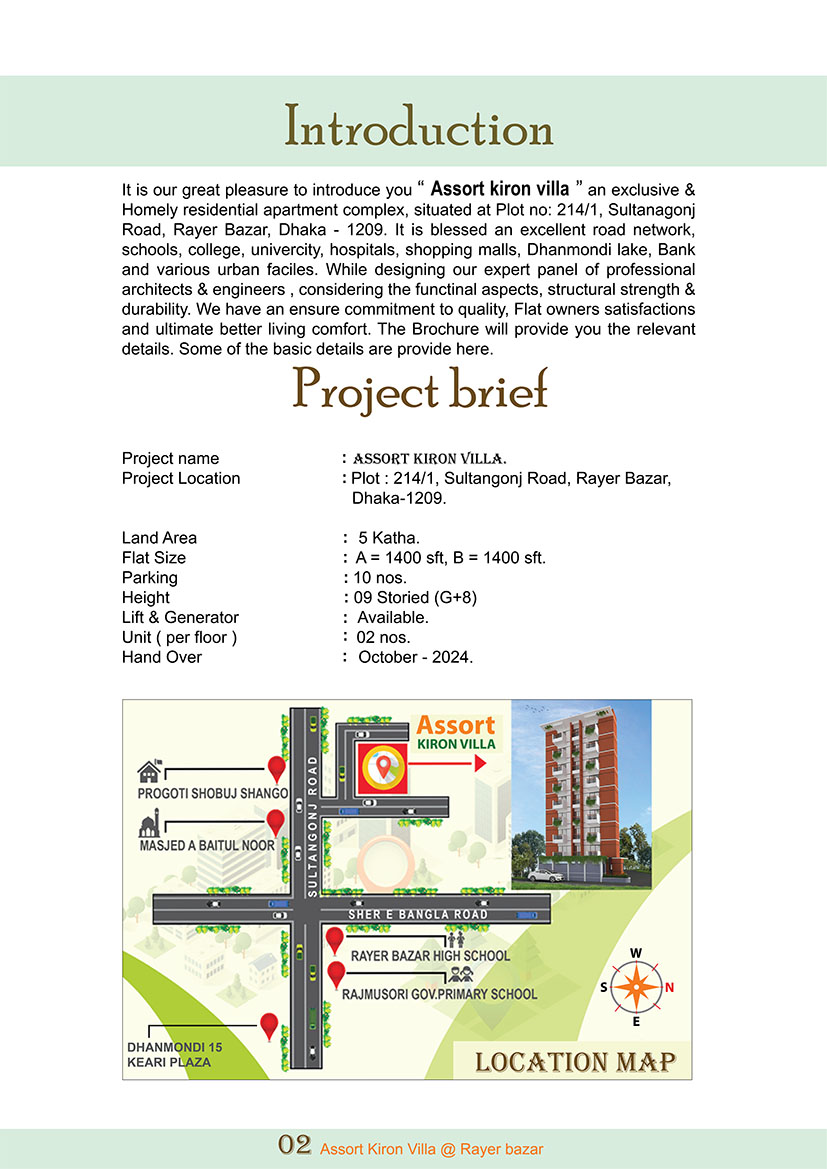 Introduction
It is our great pleasure to introduce you “ Assort kiron villa ” an exclusive &
Homely residential apartment complex, situated at Plot no: 214/1, Sultanagonj
Road, Rayer Bazar, Dhaka - 1209. It is blessed an excellent road network,
schools, college, univercity, hospitals, shopping malls, Dhanmondi lake, Bank
and various urban faciles. While designing our expert panel of professional
architects & engineers , considering the functinal aspects, structural strength &
durability. We have an ensure commitment to quality, Flat owners satisfactions
and ultimate better living comfort. The Brochure will provide you the relevant
details. Some of the basic details are provide here.
Project brief
Project name : ASSORT KIRON VILLA.
Project Location : Plot : 214/1, Sultangonj Road, Rayer Bazar,
Dhaka-1209.
Land Area : 5 Katha.
Flat Size : A = 1400 sft, B = 1400 sft.
Parking : 10 nos.
Height : 09 Storied (G+8)
Lift & Generator : Available.
Unit ( per floor ) : 02 nos.
Hand Over : October - 2024.
Assort
KIRON VILLA
PROGOTI SHOBUJ SHANGO
MASJED A BAITUL NOOR
SULTANGONJ ROAD
SHER E BANGLA ROAD
RAYER BAZAR HIGH SCHOOL
RAJMUSORI GOV.PRIMARY SCHOOL
W
S N
E
DHANMONDI 15
KEARI PLAZA
LOCATION MAP
02 Assort Kiron Villa @ Rayer bazar